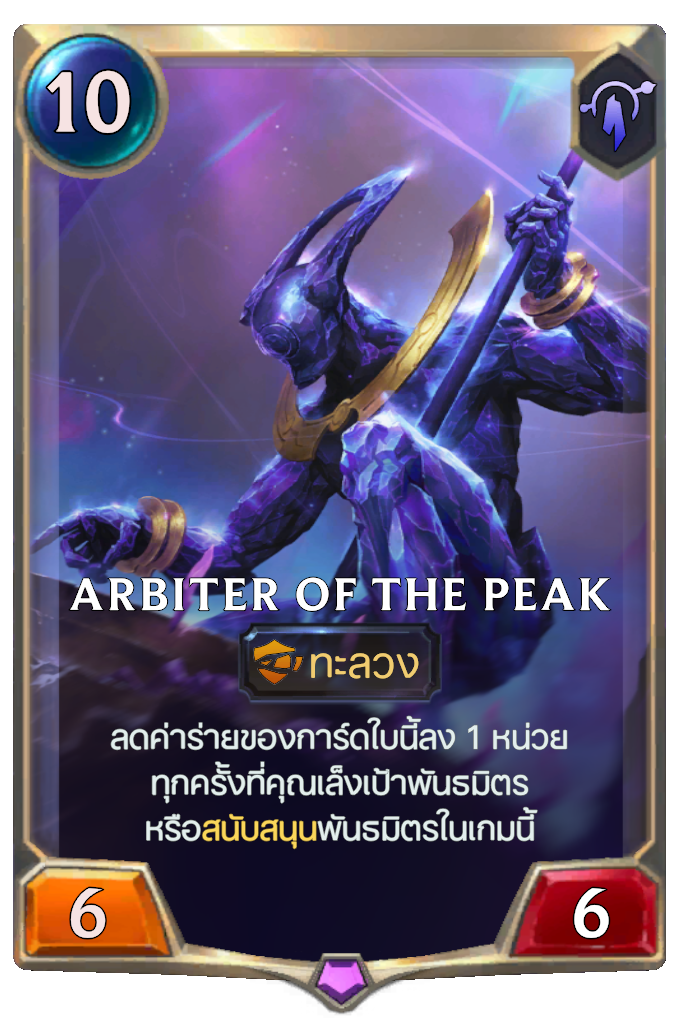 10
ARBITER OF THE PEAK
ทะลวง
ลดค่าร่ายของการ์ดใบนี้ลง 1 หน่วย
ทุกครั้งที่คุณเล็งเป้าพันธมิตร
หรือสนับสนุนพันธมิตรในเกมนี้
6 6